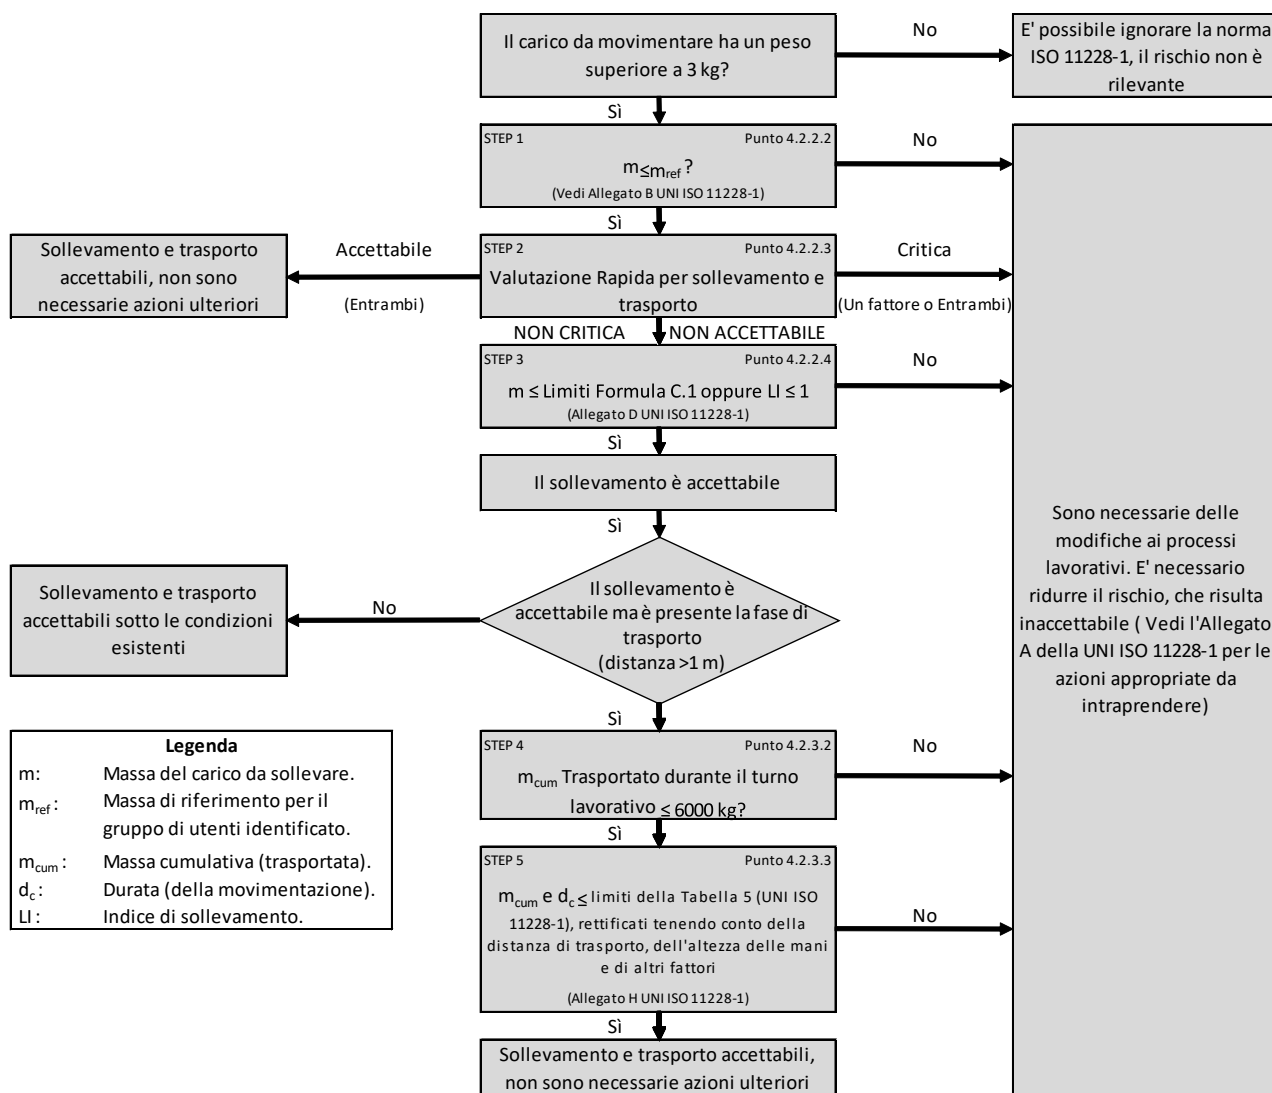 Il carico da movimentare ha un peso
superiore a 3 kg?
No
E' possibile ignorare la norma
ISO 11228-1, il rischio non è
rilevante
Sì
STEP 1
Punto 4.2.2.2
m≤mref ?
(Vedi Allegato B UNI ISO 11228-1)
No
Sì
Sollevamento e trasporto
accettabili, non sono
necessarie azioni ulteriori
Accettabile
(Entrambi)
STEP 2
Punto 4.2.2.3
Valutazione Rapida per sollevamento e
trasporto
Critica
(Un fattore o Entrambi)
NON CRITICA
NON ACCETTABILE
STEP 3
Punto 4.2.2.4
m ≤ Limiti Formula C.1 oppure LI ≤ 1
(Allegato D UNI ISO 11228-1)
No
Sì
Il sollevamento è accettabile
Sì
Il sollevamento è
accettabile ma è presente la fase di
trasporto
(distanza >1 m)
No
Sollevamento e trasporto
accettabili sotto le condizioni
esistenti
Sono necessarie delle
modifiche ai processi
lavorativi. E' necessario
ridurre il rischio, che risulta
inaccettabile ( Vedi l'Allegato
A della UNI ISO 11228-1 per le
azioni appropriate da
intraprendere)
Sì
STEP 4
Punto 4.2.3.2
mcum Trasportato durante il turno
lavorativo ≤ 6000 kg?
No
Sì
STEP 5
Punto 4.2.3.3
mcum e dc ≤ limiti della Tabella 5 (UNI ISO
11228-1), rettificati tenendo conto della
distanza di trasporto, dell'altezza delle mani
e di altri fattori
(Allegato H UNI ISO 11228-1)
No
Sì
Sollevamento e trasporto accettabili,
non sono necessarie azioni ulteriori
Legenda
m: Massa del carico da sollevare.
mref : Massa di riferimento per il
gruppo di utenti identificato.
mcum : Massa cumulativa (trasportata).
dc : Durata (della movimentazione).
LI : Indice di sollevamento.